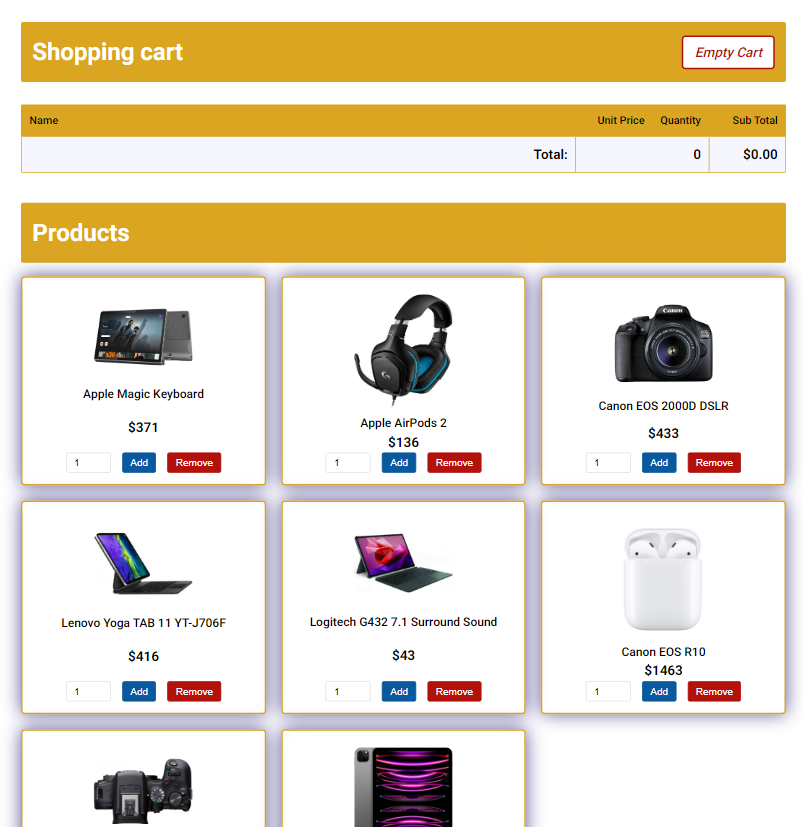 Shopping cart
Empty Cart
Name Unit Price Quantity Sub Total
Total: 0 $0.00
Products
Canon
Apple Magic Keyboard
$371
1 Add Remove
Apple AirPods 2
$136
1 Add Remove
Canon EOS 2000D DSLR
$433
1 Add Remove
Lenovo Yoga TAB 11 YT-J706F
$416
1 Add Remove
Logitech G432 7.1 Surround Sound
$43
1 Add Remove
Canon EOS R10
$1463
1 Add Remove